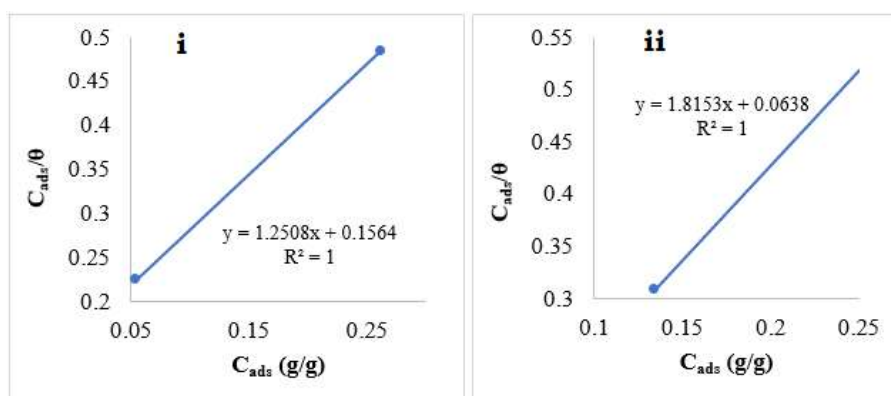 i
0.5
0.45
0.4
0.35
0.3
0.25
0.2
C_ads/θ
y = 1.2508x + 0.1564
R² = 1
0.05 0.15 0.25
C_ads (g/g)
ii
0.55
0.5
0.45
0.4
0.35
0.3
C_ads/θ
y = 1.8153x + 0.0638
R² = 1
0.1 0.15 0.2 0.25
C_ads (g/g)